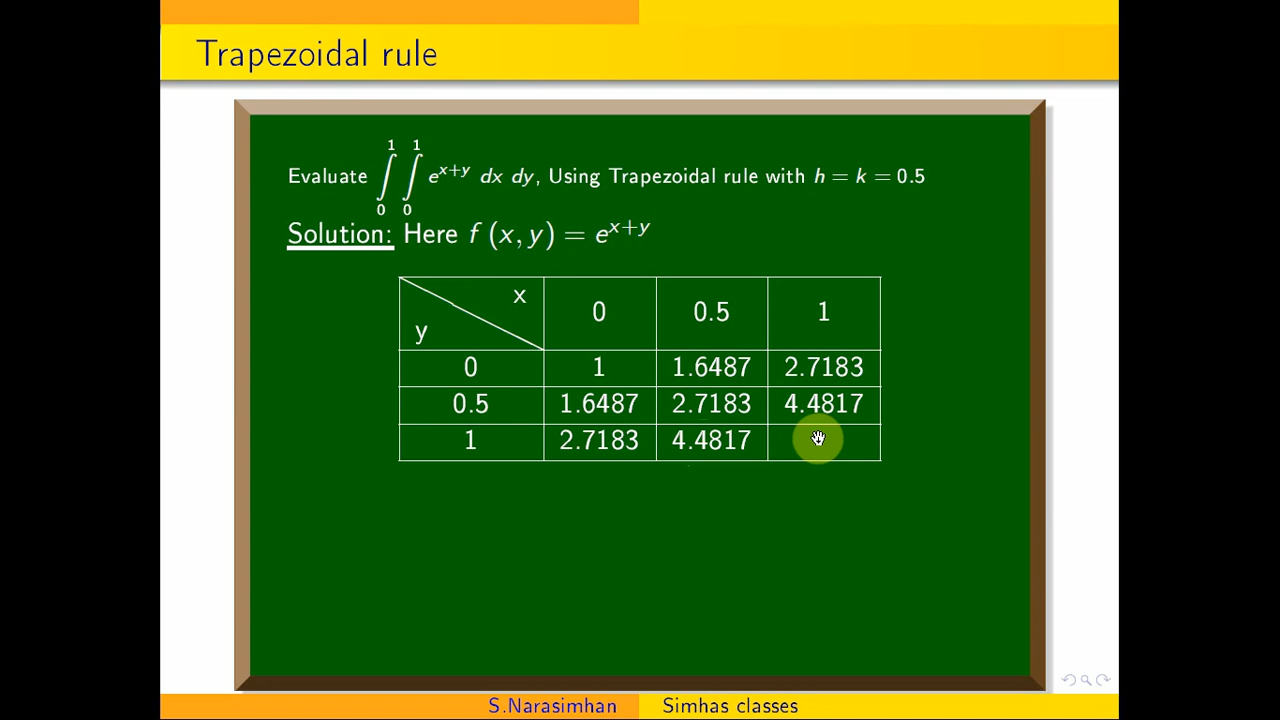 Trapezoidal rule
Evaluate ∫₀¹ ∫₀¹ e^{x+y} dx dy, Using Trapezoidal rule with h = k = 0.5
Solution: Here f (x, y) = e^{x+y}
x y 0 0.5 1
0 1 1.6487 2.7183
0.5 1.6487 2.7183 4.4817
1 2.7183 4.4817
S.Narasimhan Simhas classes